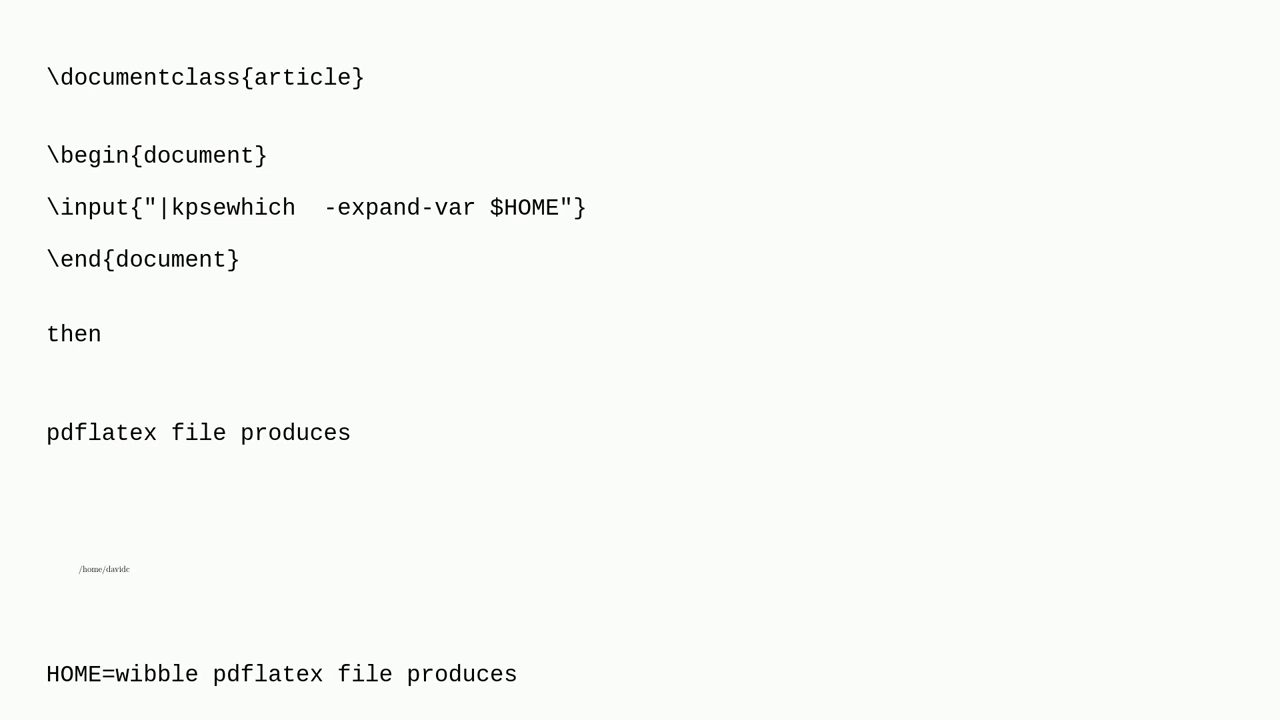 \documentclass{article}
\begin{document}
\input{"|kpsewhich  -expand-var $HOME"}
\end{document}
then
pdflatex file produces
/home/davidc
HOME=wibble pdflatex file produces